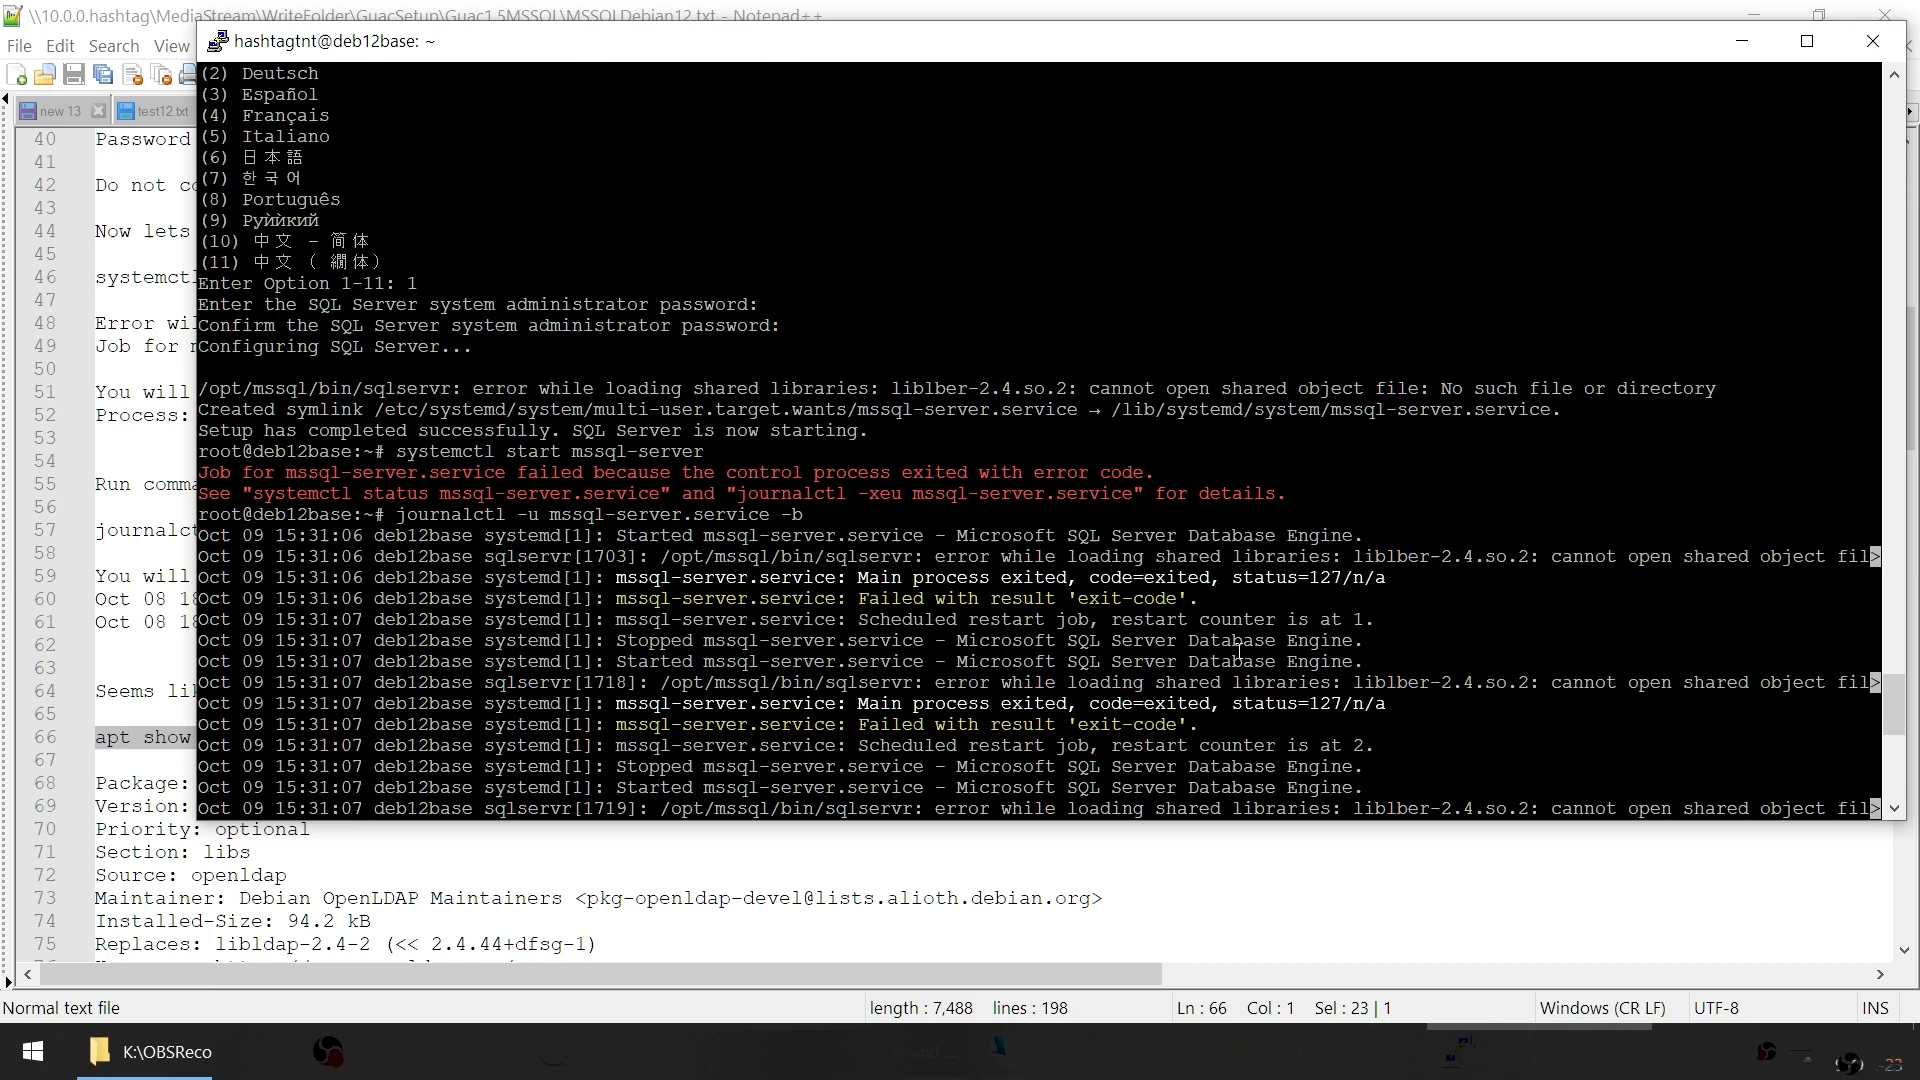 \\10.0.0.hashtag\MediaStream\WriteFolder\GuacSetup\Guac1.5MSSQL\MSSQLDebian12.txt - Notepad++
File Edit Search View
new 13
test12.txt
hashtagtnt@deb12base: ~
(2) Deutsch
(3) Español
(4) Français
(5) Italiano
(6) 日本語
(7) 한국어
(8) Português
(9) Руййкий
(10) 中文 – 简体
(11) 中文 ( 繝体)
Enter Option 1-11: 1
Enter the SQL Server system administrator password:
Confirm the SQL Server system administrator password:
Configuring SQL Server...
/opt/mssql/bin/sqlservr: error while loading shared libraries: liblber-2.4.so.2: cannot open shared object file: No such file or directory
Created symlink /etc/systemd/system/multi-user.target.wants/mssql-server.service → /lib/systemd/system/mssql-server.service.
Setup has completed successfully. SQL Server is now starting.
root@deb12base:~# systemctl start mssql-server
Job for mssql-server.service failed because the control process exited with error code.
See "systemctl status mssql-server.service" and "journalctl -xeu mssql-server.service" for details.
root@deb12base:~# journalctl -u mssql-server.service -b
Oct 09 15:31:06 deb12base systemd[1]: Started mssql-server.service - Microsoft SQL Server Database Engine.
Oct 09 15:31:06 deb12base sqlservr[1703]: /opt/mssql/bin/sqlservr: error while loading shared libraries: liblber-2.4.so.2: cannot open shared object fil>
Oct 09 15:31:06 deb12base systemd[1]: mssql-server.service: Main process exited, code=exited, status=127/n/a
Oct 09 15:31:06 deb12base systemd[1]: mssql-server.service: Failed with result 'exit-code'.
Oct 09 15:31:07 deb12base systemd[1]: mssql-server.service: Scheduled restart job, restart counter is at 1.
Oct 09 15:31:07 deb12base systemd[1]: Stopped mssql-server.service - Microsoft SQL Server Database Engine.
Oct 09 15:31:07 deb12base systemd[1]: Started mssql-server.service - Microsoft SQL Server Database Engine.
Oct 09 15:31:07 deb12base sqlservr[1718]: /opt/mssql/bin/sqlservr: error while loading shared libraries: liblber-2.4.so.2: cannot open shared object fil>
Oct 09 15:31:07 deb12base systemd[1]: mssql-server.service: Main process exited, code=exited, status=127/n/a
Oct 09 15:31:07 deb12base systemd[1]: mssql-server.service: Failed with result 'exit-code'.
Oct 09 15:31:07 deb12base systemd[1]: mssql-server.service: Scheduled restart job, restart counter is at 2.
Oct 09 15:31:07 deb12base systemd[1]: Stopped mssql-server.service - Microsoft SQL Server Database Engine.
Oct 09 15:31:07 deb12base systemd[1]: Started mssql-server.service - Microsoft SQL Server Database Engine.
Oct 09 15:31:07 deb12base sqlservr[1719]: /opt/mssql/bin/sqlservr: error while loading shared libraries: liblber-2.4.so.2: cannot open shared object fil>
40 Password
41
42 Do not co
43
44 Now lets
45
46 systemctl
47
48 Error wil
49 Job for m
50
51 You will
52 Process:
53
54
55 Run comma
56
57 journalct
58
59 You will
60 Oct 08 18
61 Oct 08 18
62
63
64 Seems lik
65
66 apt show
67
68 Package:
69 Version:
70 Priority: optional
71 Section: libs
72 Source: openldap
73 Maintainer: Debian OpenLDAP Maintainers <pkg-openldap-devel@lists.alioth.debian.org>
74 Installed-Size: 94.2 kB
75 Replaces: libldap-2.4-2 (<< 2.4.44+dfsg-1)
Normal text file
length : 7,488 lines : 198
Ln : 66 Col : 1 Sel : 23 | 1
Windows (CR LF)
UTF-8
INS
K:\OBSReco
-23